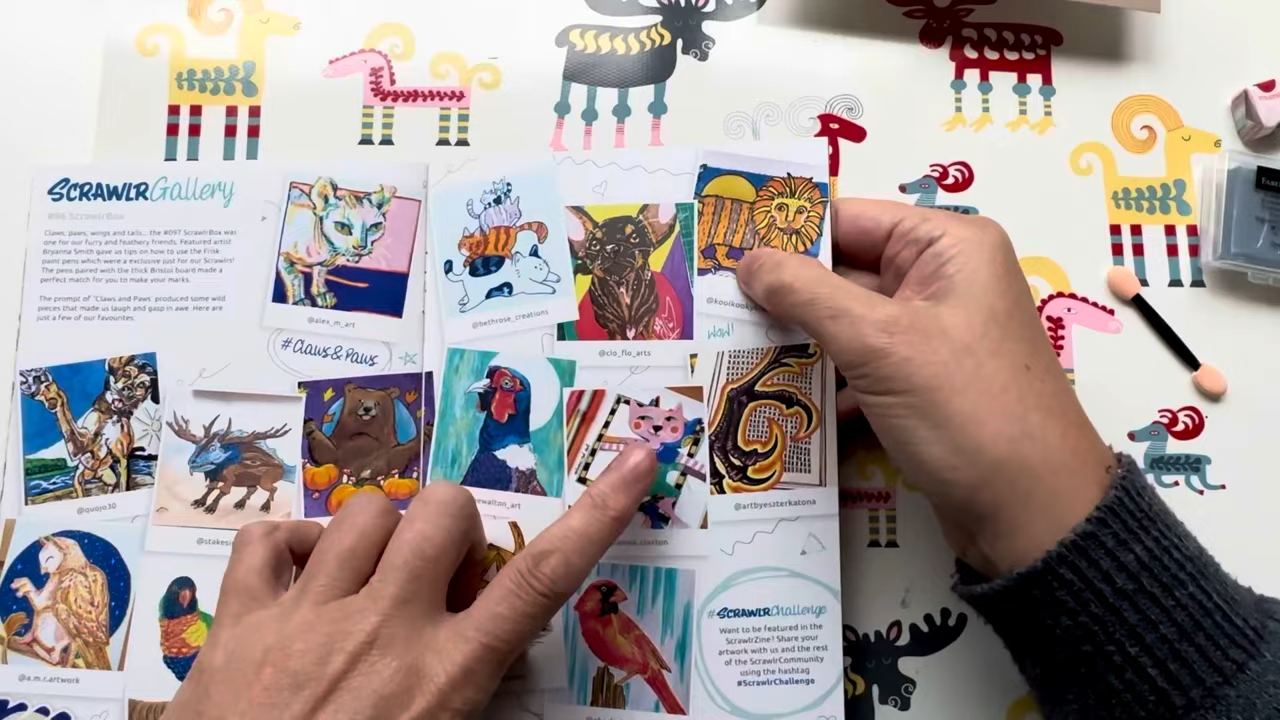 SCRAWLR Gallery
#96 ScrawlrBox
Claws, paws, wings and tails... the #097 ScrawlrBox was
one for our furry and feathery friends. Featured artist
Bryanna Smith gave us tips on how to use the Frisk
paint pens which were a exclusive just for our Scrawlrs!
The pens paired with the thick Bristol board made a
perfect match for you to make your marks.
The prompt of "Claws and Paws" produced some wild
pieces that made us laugh and gasp in awe. Here are
just a few of our favourites.
@alex_m_art
#Claws&Paws
@bethrose_creations
@clo_flo_arts
WOW!
@quojo30
@artbyeszterkatona
@a.m.r.artwork
#SCRAWLRChallenge
Want to be featured in the
ScrawlrZine? Share your
artwork with us and the rest
of the ScrawlrCommunity
using the hashtag
#ScrawlrChallenge